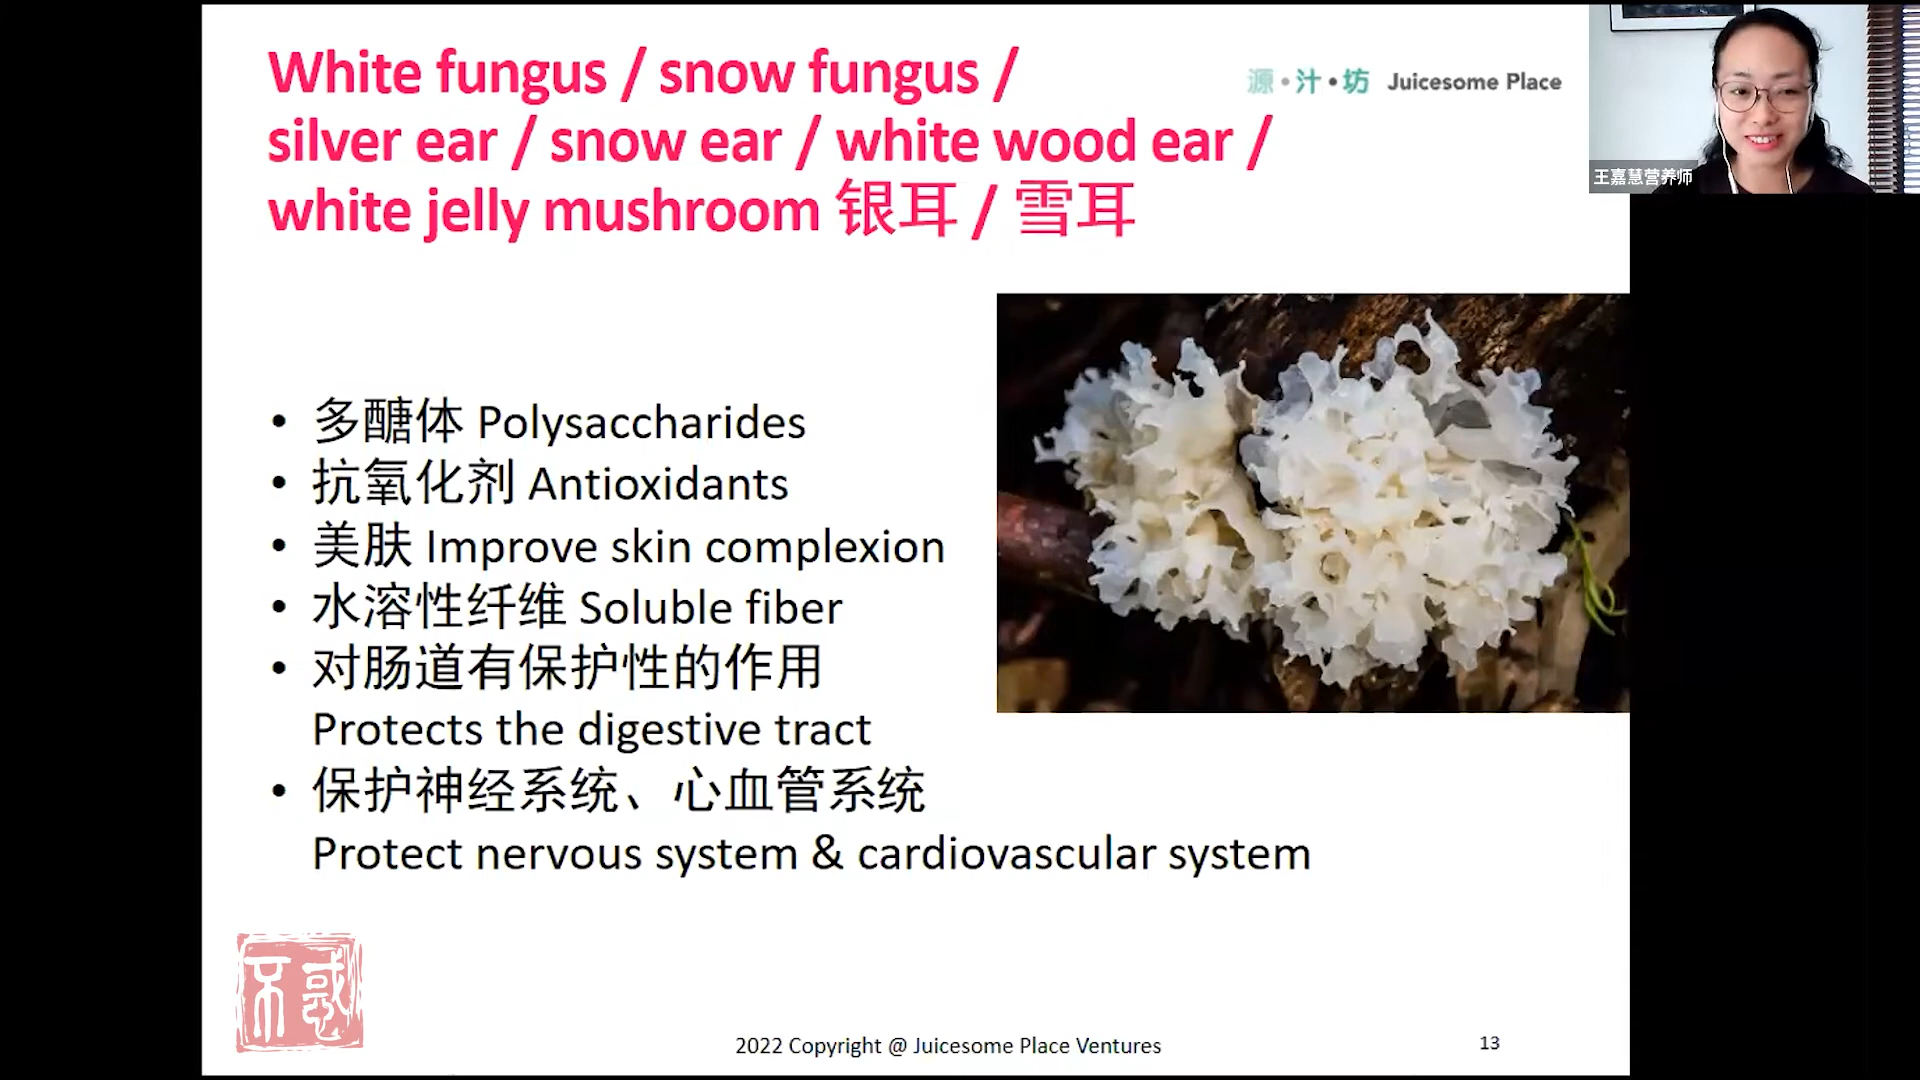 White fungus / snow fungus /
silver ear / snow ear / white wood ear /
white jelly mushroom 银耳 / 雪耳
源•汁•坊 Juicesome Place
王嘉慧营养师
• 多醣体 Polysaccharides
• 抗氧化剂 Antioxidants
• 美肤 Improve skin complexion
• 水溶性纤维 Soluble fiber
• 对肠道有保护性的作用
Protects the digestive tract
• 保护神经系统、心血管系统
Protect nervous system & cardiovascular system
不惑
2022 Copyright @ Juicesome Place Ventures
13